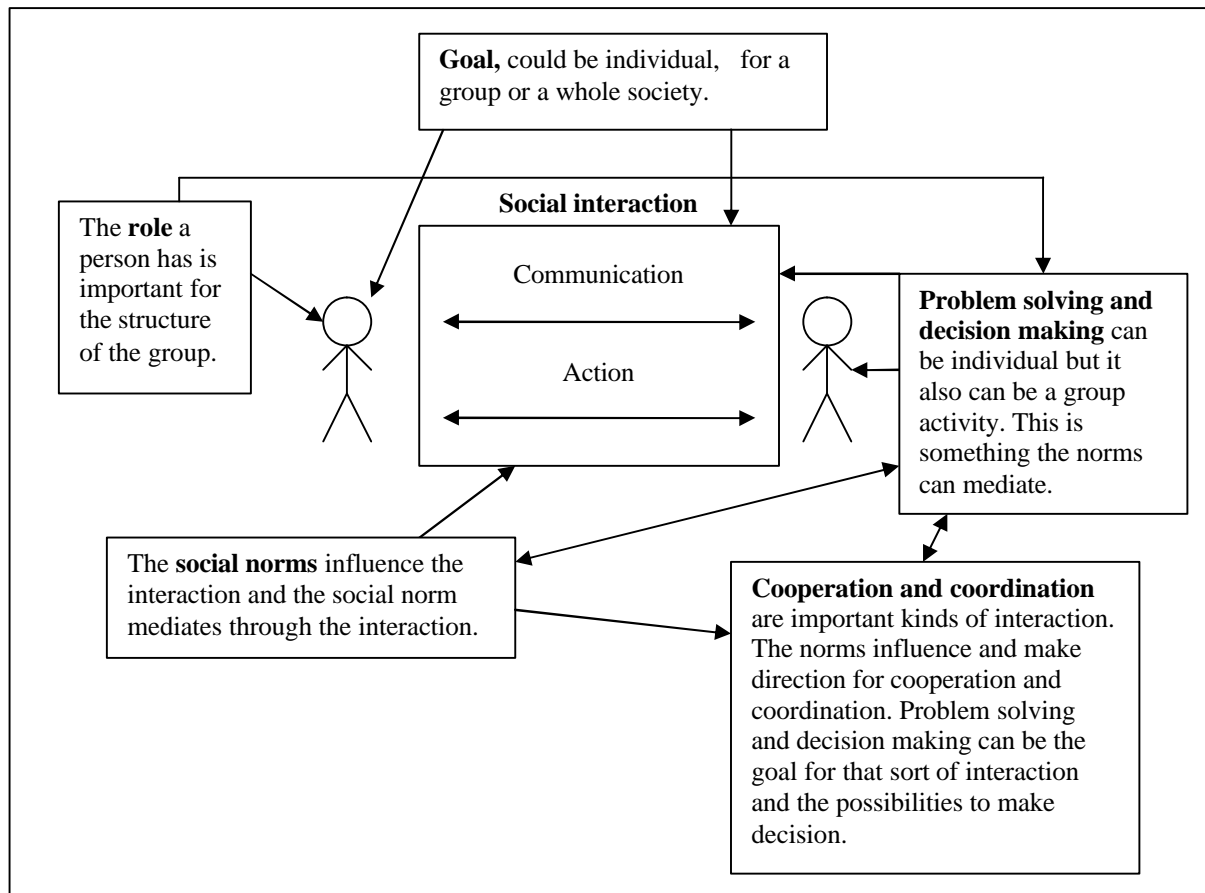 Goal, could be individual, for a
group or a whole society.
Social interaction
The role a
person has is
important for
the structure
of the group.
Communication
Action
Problem solving and
decision making can
be individual but it
also can be a group
activity. This is
something the norms
can mediate.
The social norms influence the
interaction and the social norm
mediates through the interaction.
Cooperation and coordination
are important kinds of interaction.
The norms influence and make
direction for cooperation and
coordination. Problem solving
and decision making can be the
goal for that sort of interaction
and the possibilities to make
decision.